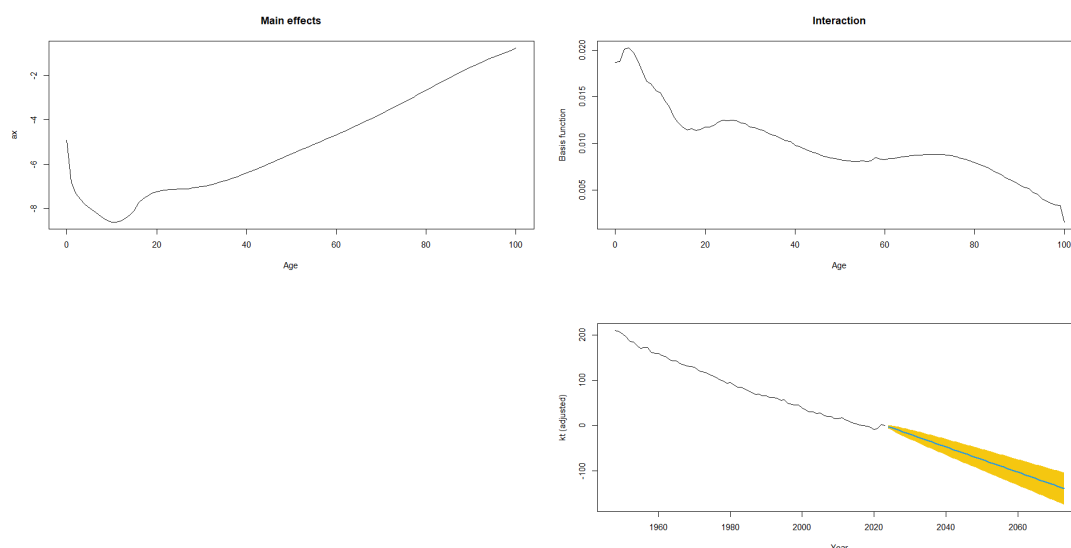 Main effects
-2
-4
-6
-8
ax
0 20 40 60 80 100
Age
Interaction
0.020
0.015
0.010
0.005
Basis function
0 20 40 60 80 100
Age
200
100
0
-100
kt (adjusted)
1960 1980 2000 2020 2040 2060
Year